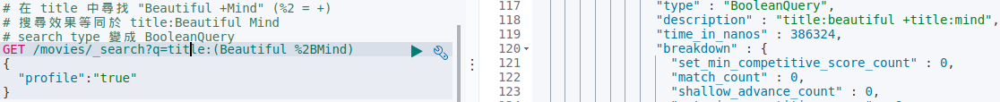 # 在 title 中尋找 "Beautiful +Mind" (%2 = +)
# 搜尋效果等同於 title:Beautiful Mind
# search type 變成 BooleanQuery
GET /movies/_search?q=title:(Beautiful %2BMind)
{
"profile":"true"
}
117 "type" : "BooleanQuery",
118 "description" : "title:beautiful +title:mind",
119 "time_in_nanos" : 386324,
120 "breakdown" : {
121 "set_min_competitive_score_count" : 0,
122 "match_count" : 0,
123 "shallow_advance_count" : 0,